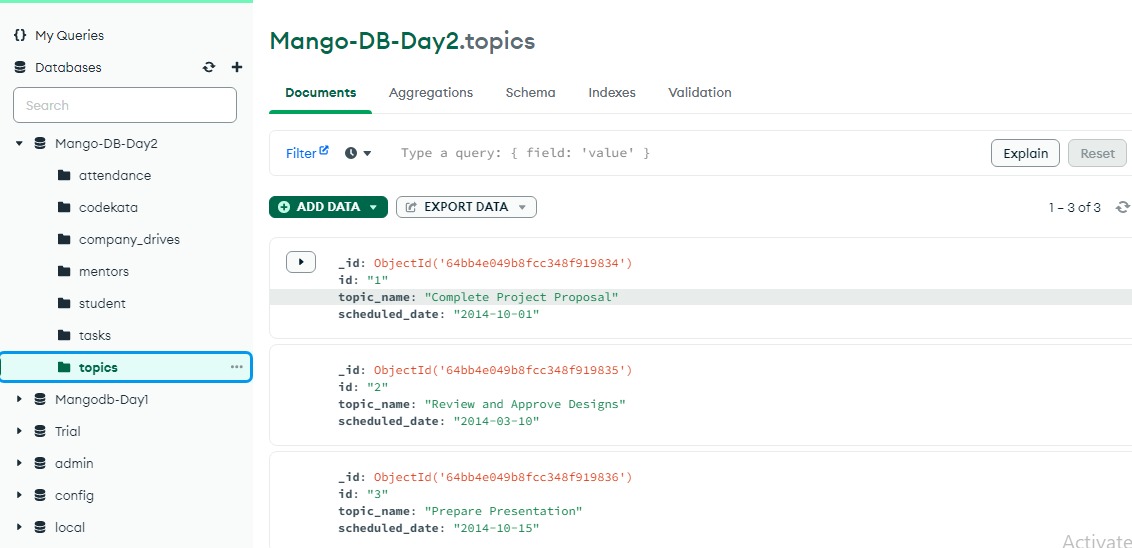 My Queries
Databases
Search
Mango-DB-Day2
attendance
codekata
company_drives
mentors
student
tasks
topics
Mangodb-Day1
Trial
admin
config
local
Mango-DB-Day2.topics
Documents Aggregations Schema Indexes Validation
Filter Type a query: { field: 'value' } Explain Reset
ADD DATA EXPORT DATA 1 – 3 of 3
_id: ObjectId('64bb4e049b8fcc348f919834')
id: "1"
topic_name: "Complete Project Proposal"
scheduled_date: "2014-10-01"
_id: ObjectId('64bb4e049b8fcc348f919835')
id: "2"
topic_name: "Review and Approve Designs"
scheduled_date: "2014-03-10"
_id: ObjectId('64bb4e049b8fcc348f919836')
id: "3"
topic_name: "Prepare Presentation"
scheduled_date: "2014-10-15"
Activate